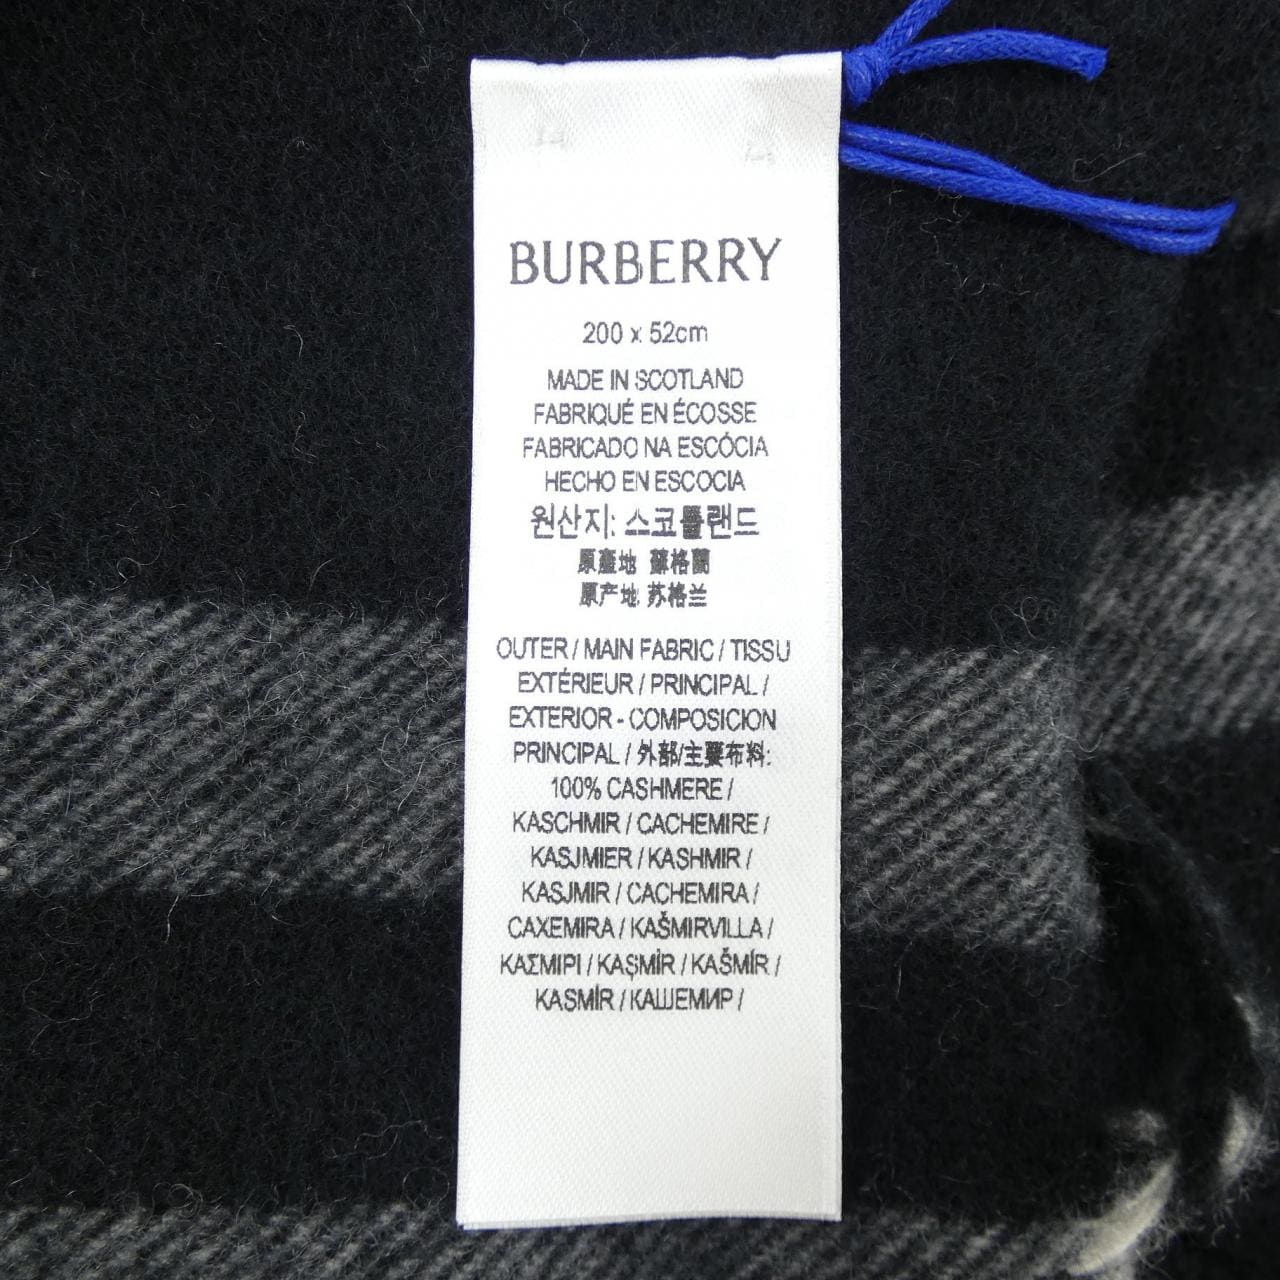 BURBERRY
200 x 52cm
MADE IN SCOTLAND
FABRIQUÉ EN ÉCOSSE
FABRICADO NA ESCÓCIA
HECHO EN ESCOCIA
원산지: 스코틀랜드
原產地 蘇格蘭
原产地 苏格兰
OUTER / MAIN FABRIC / TISSU
EXTÉRIEUR / PRINCIPAL /
EXTERIOR - COMPOSICION
PRINCIPAL / 外部/主要布料:
100% CASHMERE /
KASCHMIR / CACHEMIRE /
KASJMIER / KASHMIR /
KASJMIR / CACHEMIRA /
CAXEMIRA / KAŠMIRVILLA /
ΚΑΣΜΙΡΙ / KAŞMİR / KAŠMÍR /
KASMÍR / КАШЕМИР /